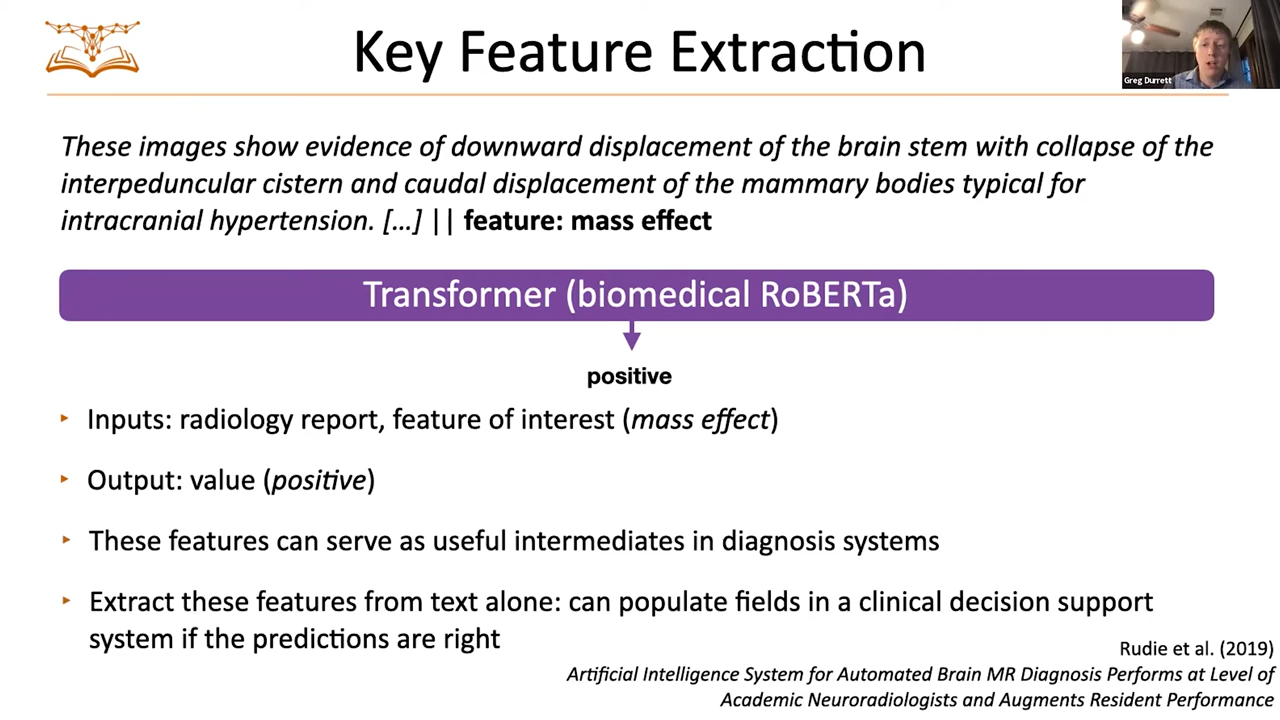 Key Feature Extraction
Greg Durrett
These images show evidence of downward displacement of the brain stem with collapse of the
interpeduncular cistern and caudal displacement of the mammary bodies typical for
intracranial hypertension. [...] || feature: mass effect
Transformer (biomedical RoBERTa)
positive
‣ Inputs: radiology report, feature of interest (mass effect)
‣ Output: value (positive)
‣ These features can serve as useful intermediates in diagnosis systems
‣ Extract these features from text alone: can populate fields in a clinical decision support
system if the predictions are right
Rudie et al. (2019)
Artificial Intelligence System for Automated Brain MR Diagnosis Performs at Level of
Academic Neuroradiologists and Augments Resident Performance